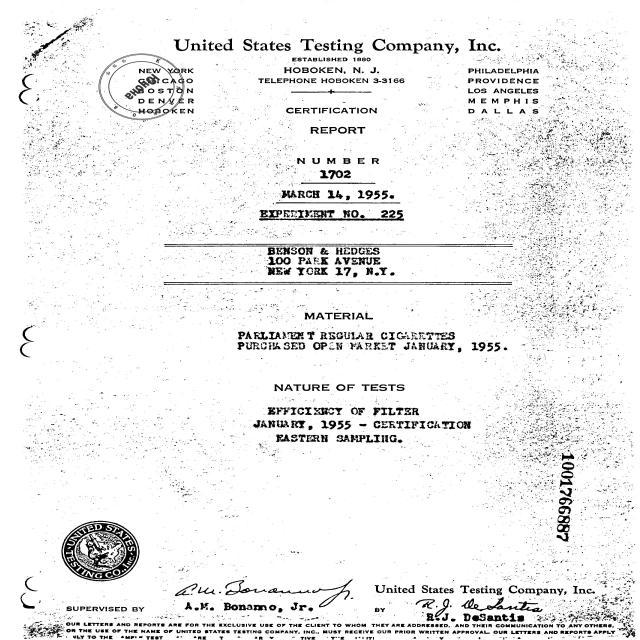 United States Testing Company, Inc.
ESTABLISHED 1880
HOBOKEN, N. J.
TELEPHONE HOBOKEN 3-3166
NEW YORK
CHICAGO
BOSTON
DENVER
HOBOKEN
PHILADELPHIA
PROVIDENCE
LOS ANGELES
MEMPHIS
DALLAS
CERTIFICATION
REPORT
NUMBER
1702
MARCH 14, 1955.
EXPERIMENT NO. 225
BENSON & HEDGES
100 PARK AVENUE
NEW YORK 17, N.Y.
MATERIAL
PARLIAMENT REGULAR CIGARETTES
PURCHASED OPEN MARKET JANUARY, 1955.
NATURE OF TESTS
EFFICIENCY OF FILTER
JANUARY, 1955 - CERTIFICATION
EASTERN SAMPLING.
1001766887
UNITED STATES
TESTING CO., INC.
A.M. Bonanno Jr.
SUPERVISED BY A.M. Bonanno, Jr.
United States Testing Company, Inc.
BY R.J. DeSantis
R.J. DeSantis
OUR LETTERS AND REPORTS ARE FOR THE EXCLUSIVE USE OF THE CLIENT TO WHOM THEY ARE ADDRESSED, AND THEIR COMMUNICATION TO ANY OTHERS,
OR THE USE OF THE NAME OF UNITED STATES TESTING COMPANY, INC., MUST RECEIVE OUR PRIOR WRITTEN APPROVAL. OUR LETTERS AND REPORTS APPLY